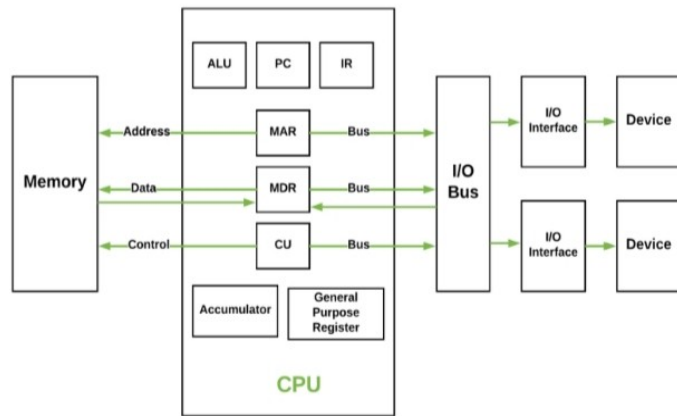 ALU PC IR
Address MAR Bus
I/O
Interface
Device
Memory
Data MDR Bus
I/O
Bus
Control CU Bus
I/O
Interface
Device
Accumulator
General
Purpose
Register
CPU